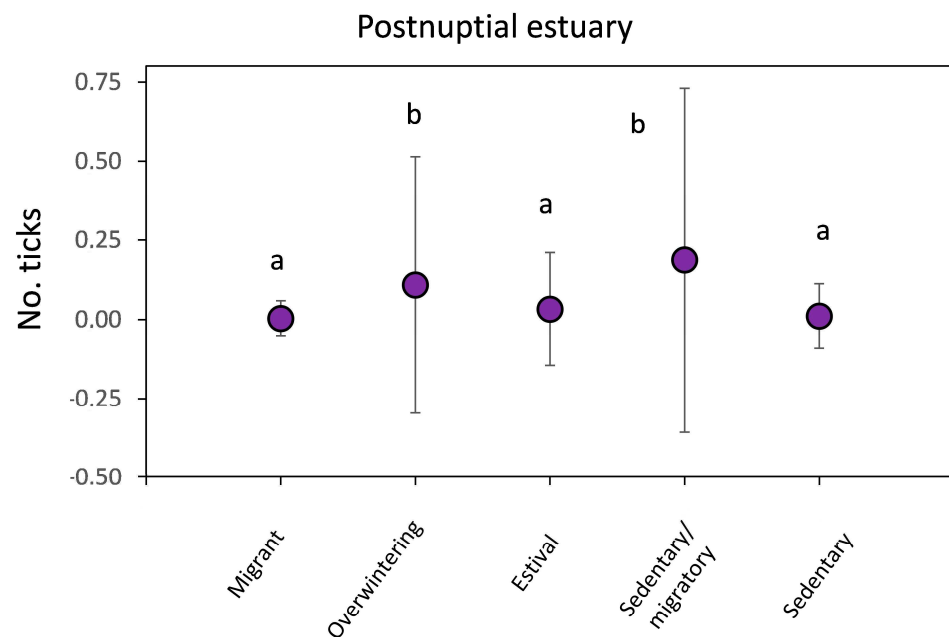 Postnuptial estuary
No. ticks
0.75
0.50
0.25
0.00
-0.25
-0.50
a
b
a
b
a
Migrant
Overwintering
Estival
Sedentary/
migratory
Sedentary